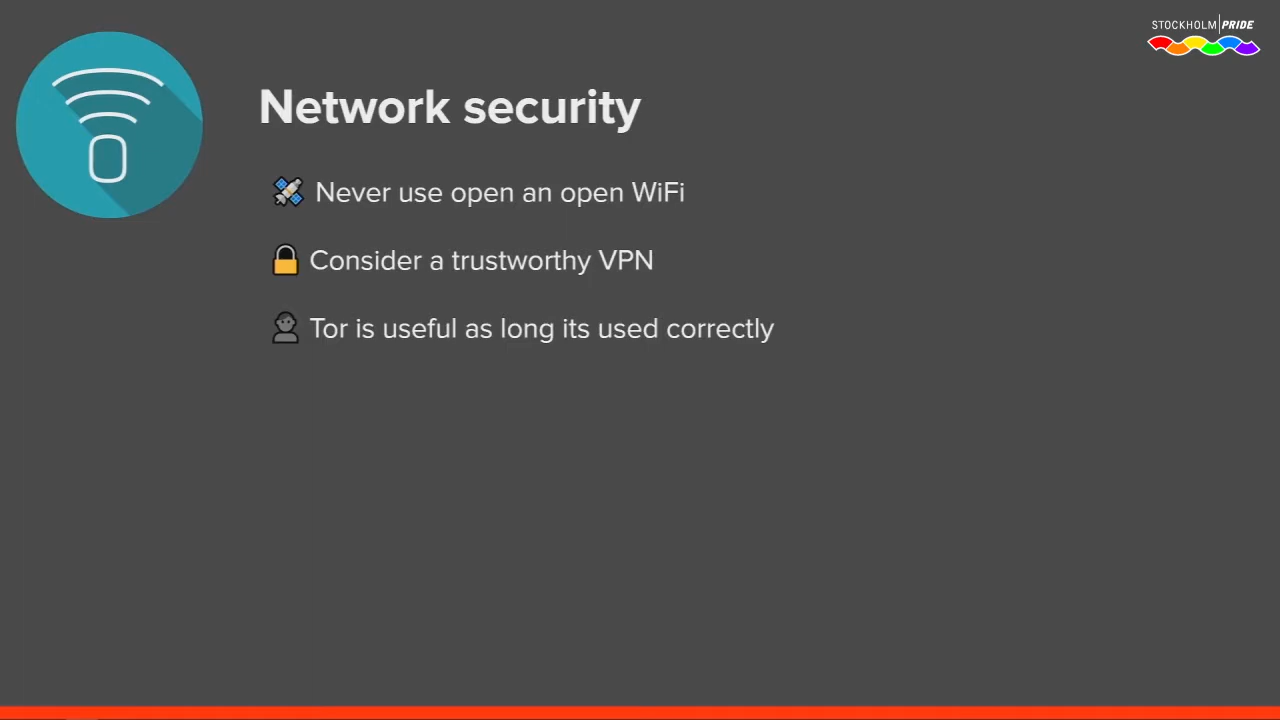 STOCKHOLM PRIDE
Network security
Never use open an open WiFi
Consider a trustworthy VPN
Tor is useful as long its used correctly